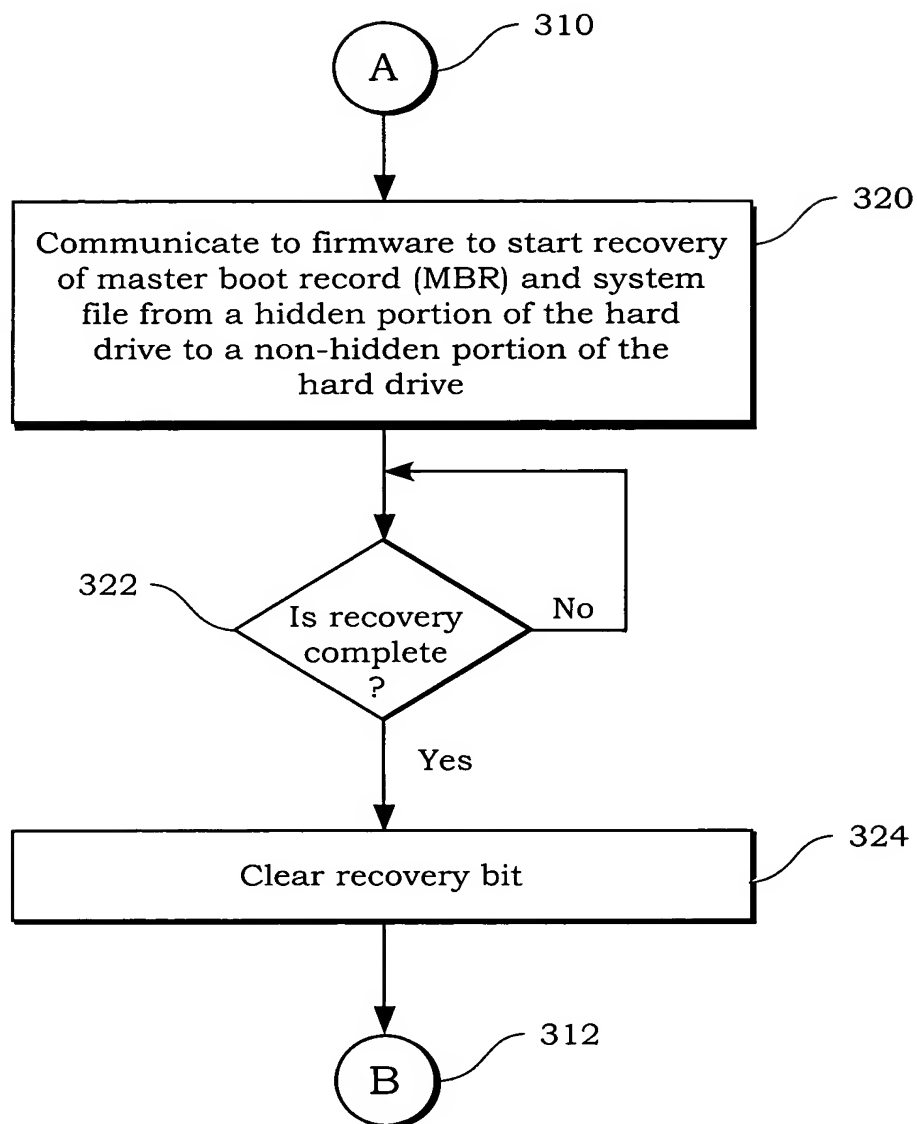 A
310
320
Communicate to firmware to start recovery
of master boot record (MBR) and system
file from a hidden portion of the hard
drive to a non-hidden portion of the
hard drive
322
Is recovery
complete
?
No
Yes
324
Clear recovery bit
312
B